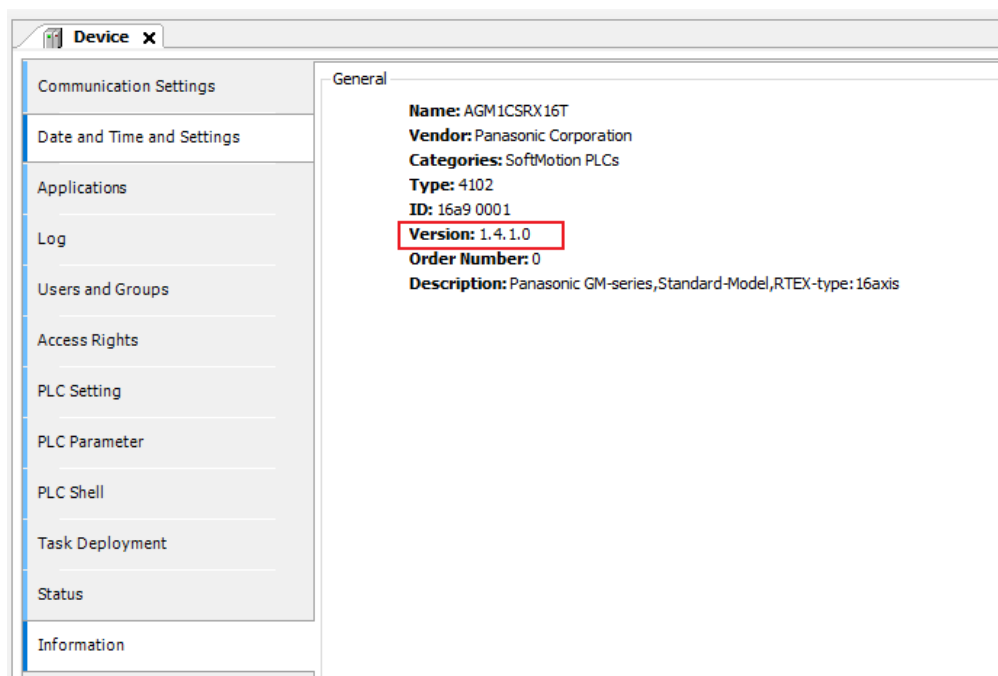 Device
Communication Settings
Date and Time and Settings
Applications
Log
Users and Groups
Access Rights
PLC Setting
PLC Parameter
PLC Shell
Task Deployment
Status
Information
General
Name: AGM1CSRX16T
Vendor: Panasonic Corporation
Categories: SoftMotion PLCs
Type: 4102
ID: 16a9 0001
Version: 1.4.1.0
Order Number: 0
Description: Panasonic GM-series,Standard-Model,RTEX-type:16axis